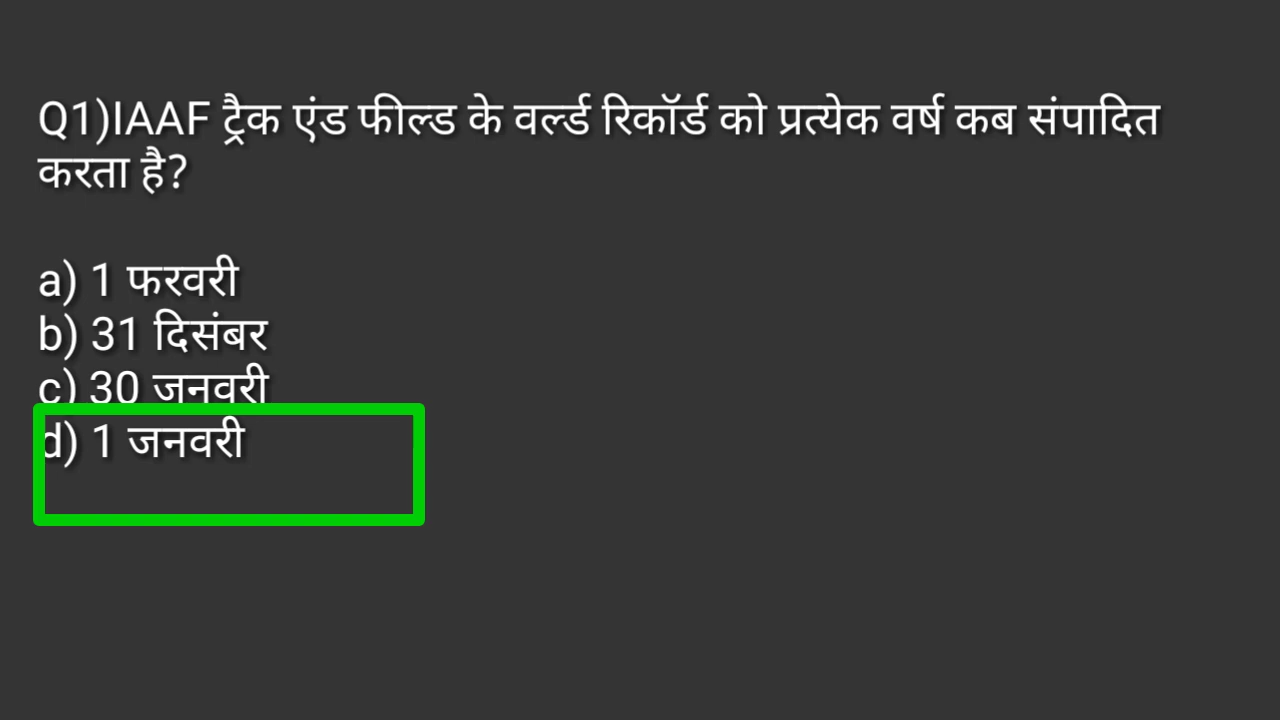 Q1)IAAF ट्रैक एंड फील्ड के वर्ल्ड रिकॉर्ड को प्रत्येक वर्ष कब संपादित
करता है?
a) 1 फरवरी
b) 31 दिसंबर
c) 30 जनवरी
d) 1 जनवरी